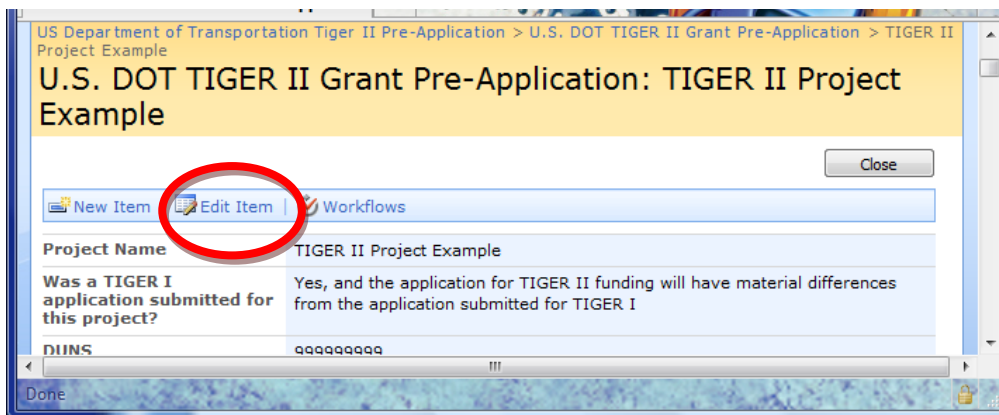 US Department of Transportation Tiger II Pre-Application > U.S. DOT TIGER II Grant Pre-Application > TIGER II
Project Example
U.S. DOT TIGER II Grant Pre-Application: TIGER II Project
Example
Close
New Item Edit Item | Workflows
Project Name TIGER II Project Example
Was a TIGER I Yes, and the application for TIGER II funding will have material differences
application submitted for from the application submitted for TIGER I
this project?
DUNS 999999999
Done